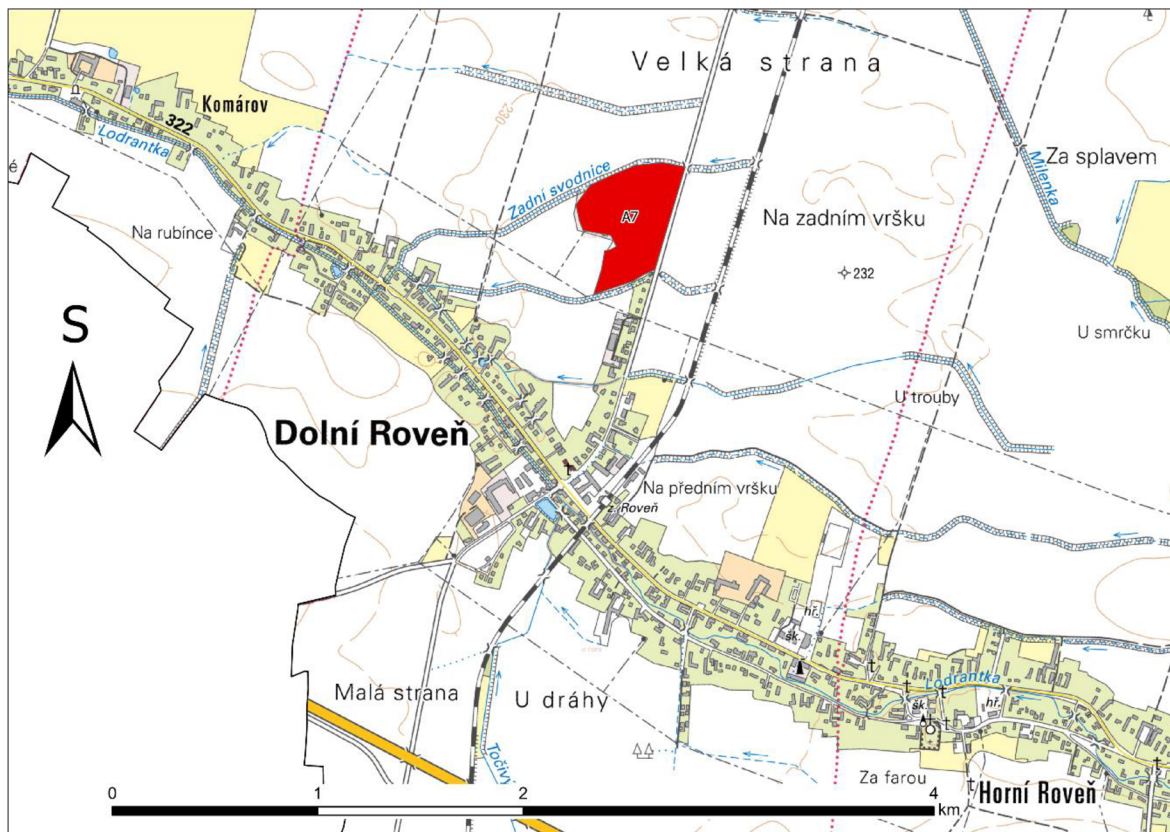 Velká strana
Komárov
322
Lodrantka
230
Zadní svodnice
A7
Za splavem
Milenka
é
Na rubínce
Na zadním vršku
232
S
U smrčku
U trouby
Dolní Roveň
Na předním vršku
z. Roveň
hř.
šk.
Malá strana
U dráhy
Lodrantka
šk.
hř.
Točivý
Za farou
Horní Roveň
0 1 2 4
km